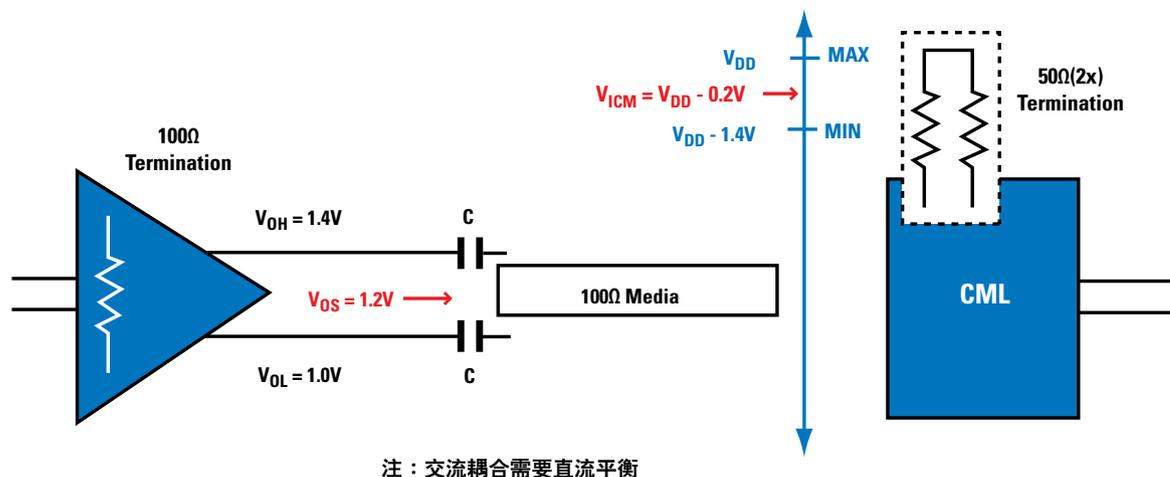 V_DD
MAX
V_ICM = V_DD - 0.2V
V_DD - 1.4V
MIN
50Ω(2x)
Termination
100Ω
Termination
V_OH = 1.4V
C
V_OS = 1.2V
100Ω Media
CML
V_OL = 1.0V
C
注：交流耦合需要直流平衡